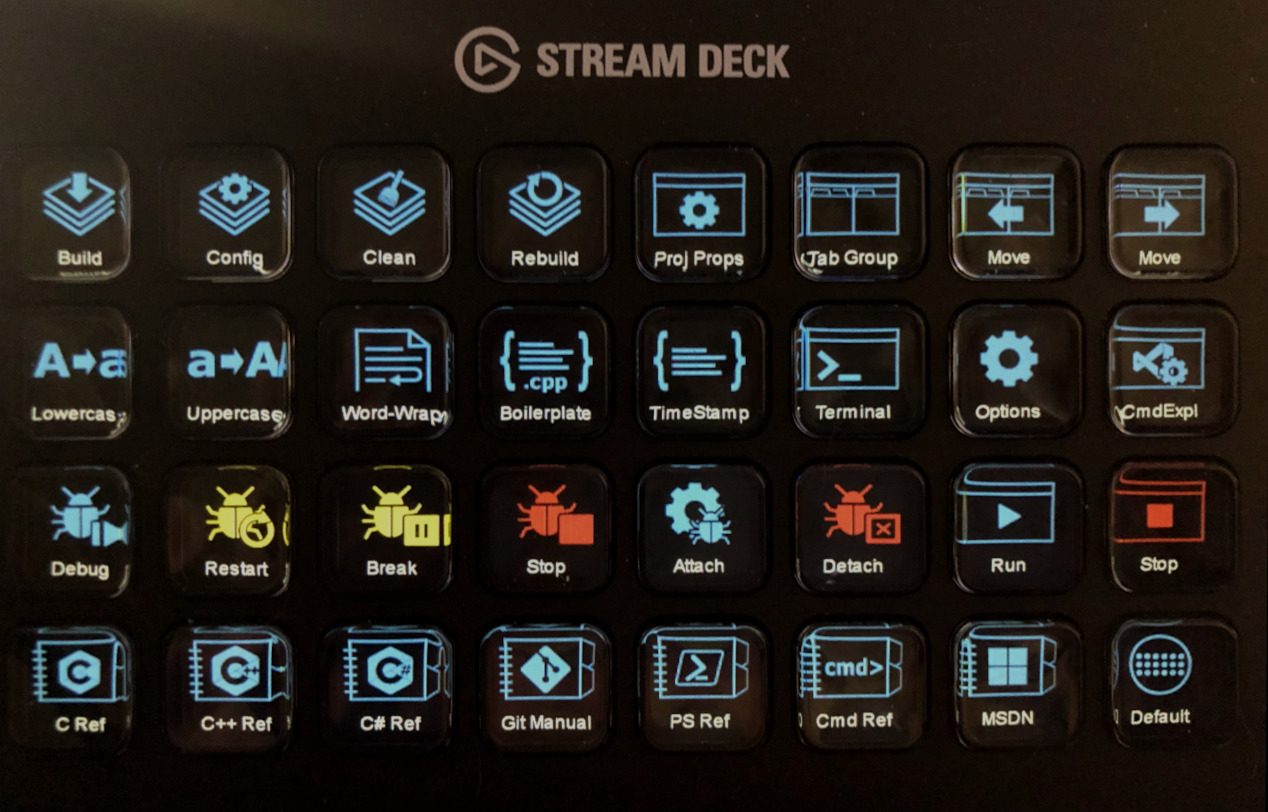 STREAM DECK
Build Config Clean Rebuild Proj Props Tab Group Move Move
A→a a→A .cpp >_
Lowercas Uppercase Word-Wrap Boilerplate TimeStamp Terminal Options CmdExpl
Debug Restart Break Stop Attach Detach Run Stop
C C++ C# cmd>
C Ref C++ Ref C# Ref Git Manual PS Ref Cmd Ref MSDN Default